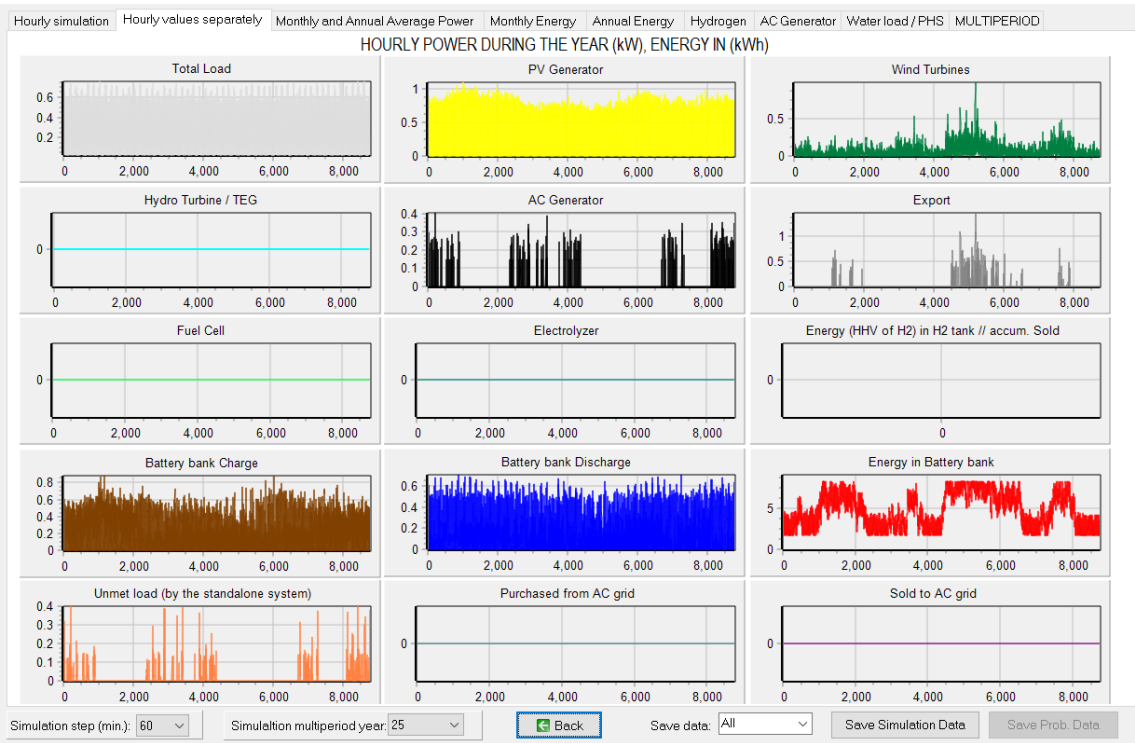 Hourly simulation Hourly values separately Monthly and Annual Average Power Monthly Energy Annual Energy Hydrogen AC Generator Water load / PHS MULTIPERIOD
HOURLY POWER DURING THE YEAR (kW), ENERGY IN (kWh)
Total Load
0.6
0.4
0.2
0 2,000 4,000 6,000 8,000
PV Generator
1
0.5
0
0 2,000 4,000 6,000 8,000
Wind Turbines
0.5
0
0 2,000 4,000 6,000 8,000
Hydro Turbine / TEG
0
0 2,000 4,000 6,000 8,000
AC Generator
0.4
0.3
0.2
0.1
0
0 2,000 4,000 6,000 8,000
Export
1
0.5
0
0 2,000 4,000 6,000 8,000
Fuel Cell
0
0 2,000 4,000 6,000 8,000
Electrolyzer
0
0 2,000 4,000 6,000 8,000
Energy (HHV of H2) in H2 tank // accum. Sold
0
0
Battery bank Charge
0.8
0.6
0.4
0.2
0
0 2,000 4,000 6,000 8,000
Battery bank Discharge
0.6
0.4
0.2
0
0 2,000 4,000 6,000 8,000
Energy in Battery bank
5
0
0 2,000 4,000 6,000 8,000
Unmet load (by the standalone system)
0.4
0.3
0.2
0.1
0
0 2,000 4,000 6,000 8,000
Purchased from AC grid
0
0 2,000 4,000 6,000 8,000
Sold to AC grid
0
0 2,000 4,000 6,000 8,000
Simulation step (min.): 60 Simulaltion multiperiod year: 25 Back Save data: All Save Simulation Data Save Prob. Data